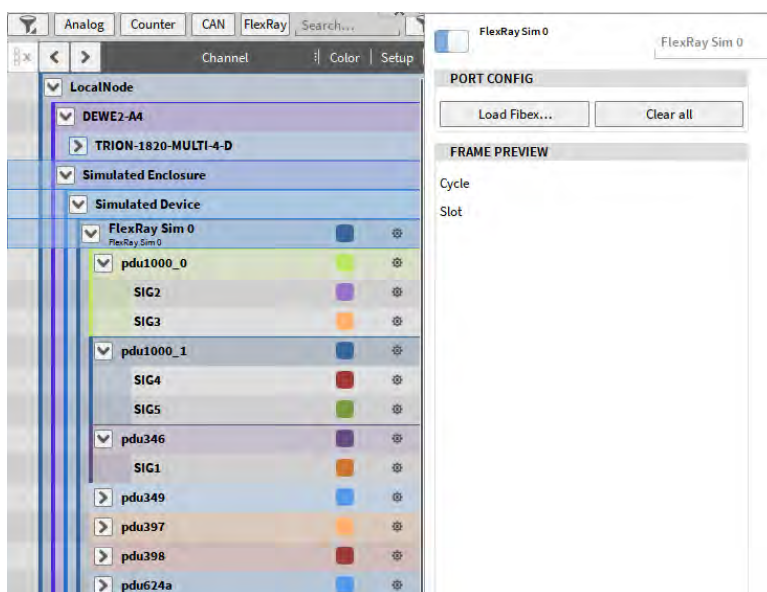 Analog Counter CAN FlexRay Search...
Channel Color Setup
LocalNode
DEWE2-A4
TRION-1820-MULTI-4-D
Simulated Enclosure
Simulated Device
FlexRay Sim 0
FlexRay Sim 0
pdu1000_0
SIG2
SIG3
pdu1000_1
SIG4
SIG5
pdu346
SIG1
pdu349
pdu397
pdu398
pdu624a
FlexRay Sim 0
FlexRay Sim 0
PORT CONFIG
Load Fibex... Clear all
FRAME PREVIEW
Cycle
Slot